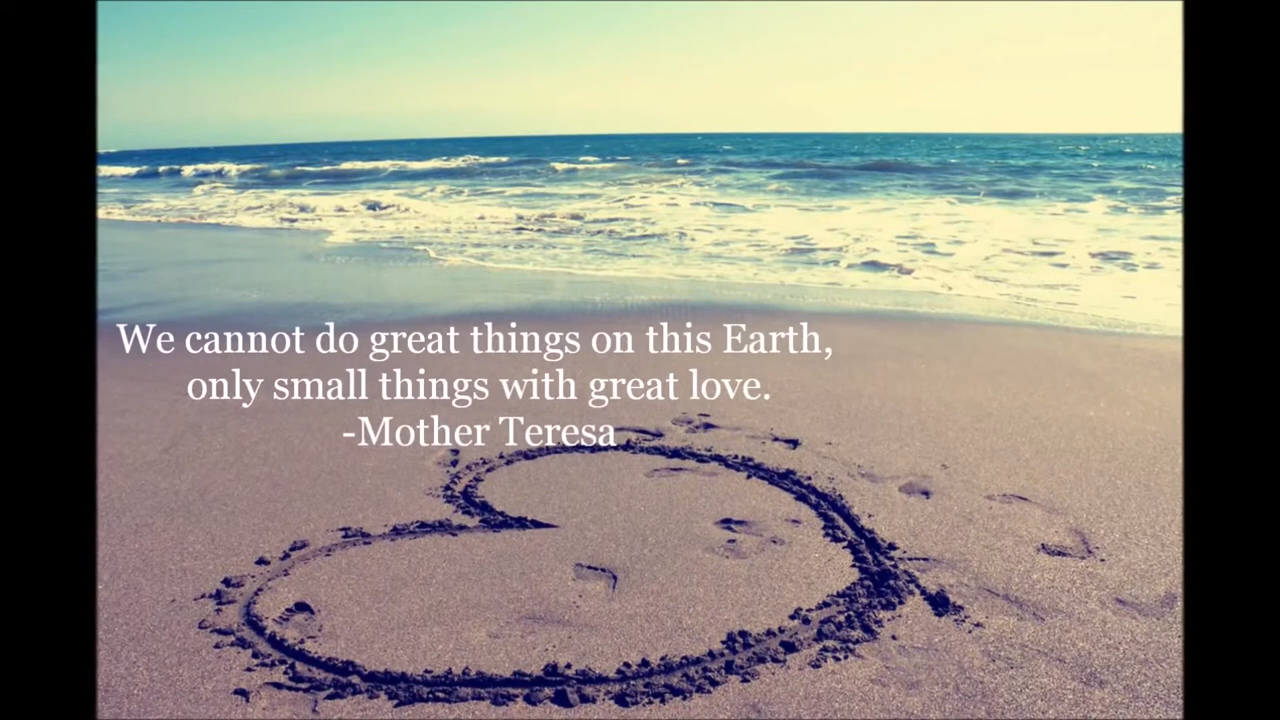 We cannot do great things on this Earth,
only small things with great love.
-Mother Teresa